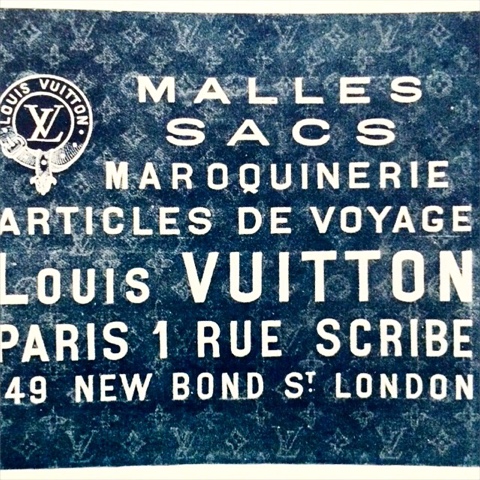 LOUIS VUITTON
LV
MALLES
SACS
MAROQUINERIE
ARTICLES DE VOYAGE
LOUIS VUITTON
PARIS 1 RUE SCRIBE
149 NEW BOND ST LONDON